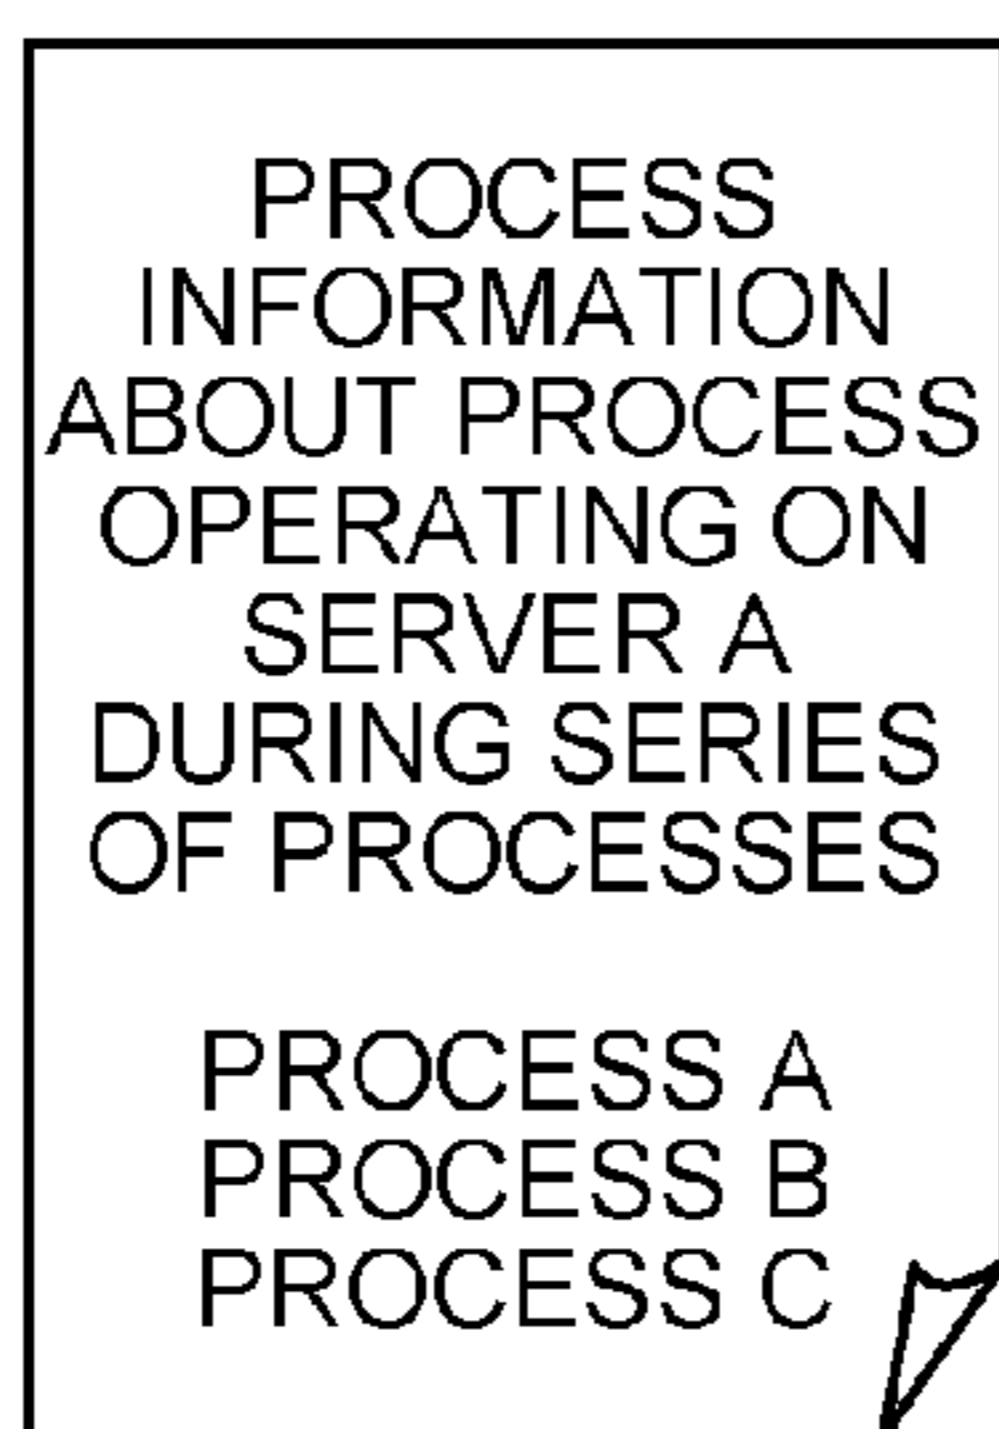 PROCESS
INFORMATION
ABOUT PROCESS
OPERATING ON
SERVER A
DURING SERIES
OF PROCESSES
PROCESS A
PROCESS B
PROCESS C